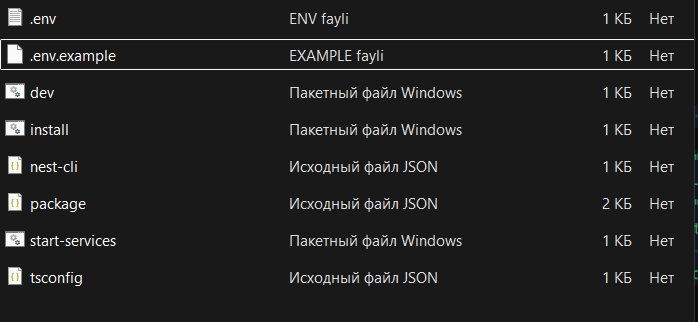 .env ENV fayli 1 КБ Нет
.env.example EXAMPLE fayli 1 КБ Нет
dev Пакетный файл Windows 1 КБ Нет
install Пакетный файл Windows 1 КБ Нет
nest-cli Исходный файл JSON 1 КБ Нет
package Исходный файл JSON 2 КБ Нет
start-services Пакетный файл Windows 1 КБ Нет
tsconfig Исходный файл JSON 1 КБ Нет